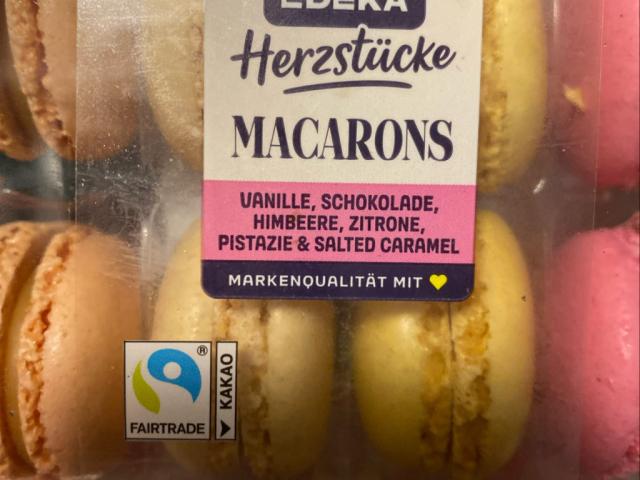 EDEKA
Herzstücke
MACARONS
VANILLE, SCHOKOLADE,
HIMBEERE, ZITRONE,
PISTAZIE & SALTED CARAMEL
MARKENQUALITÄT MIT 💛
®
FAIRTRADE
▶ KAKAO